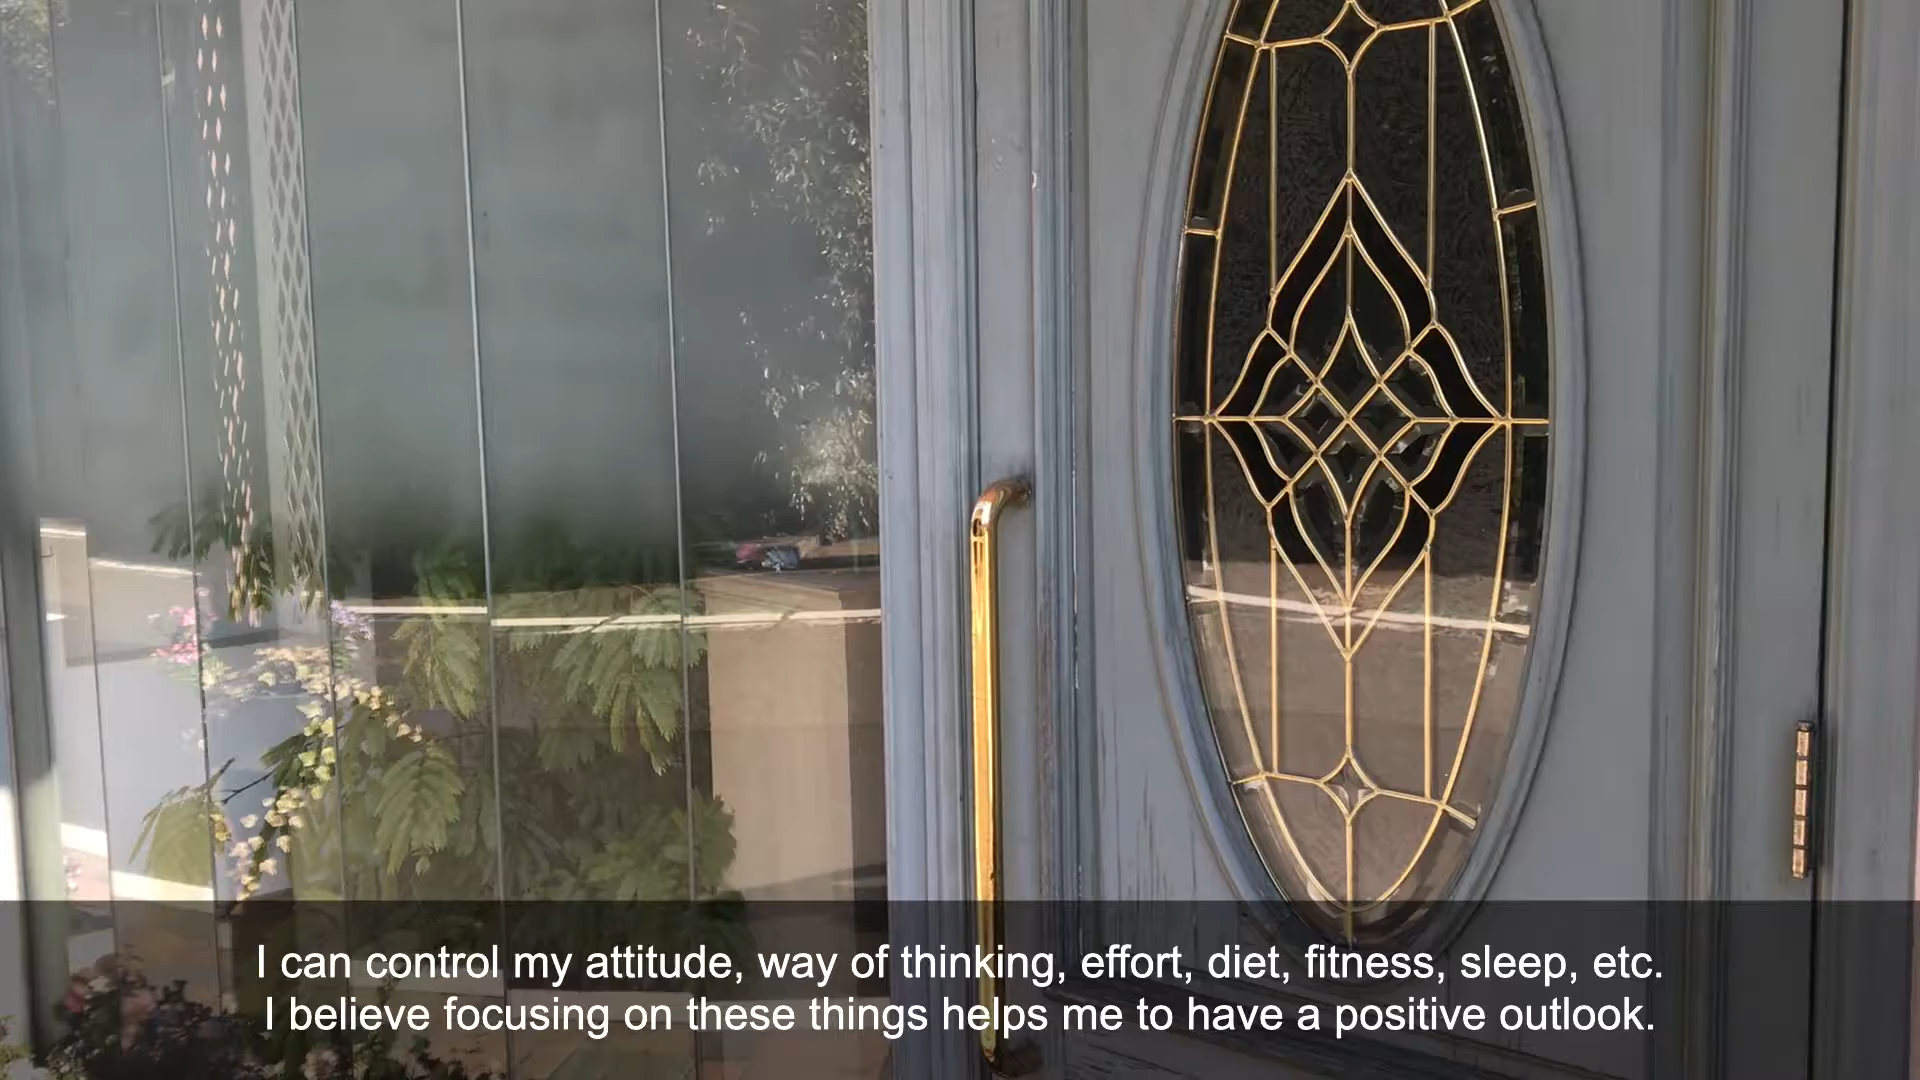 I can control my attitude, way of thinking, effort, diet, fitness, sleep, etc.
I believe focusing on these things helps me to have a positive outlook.